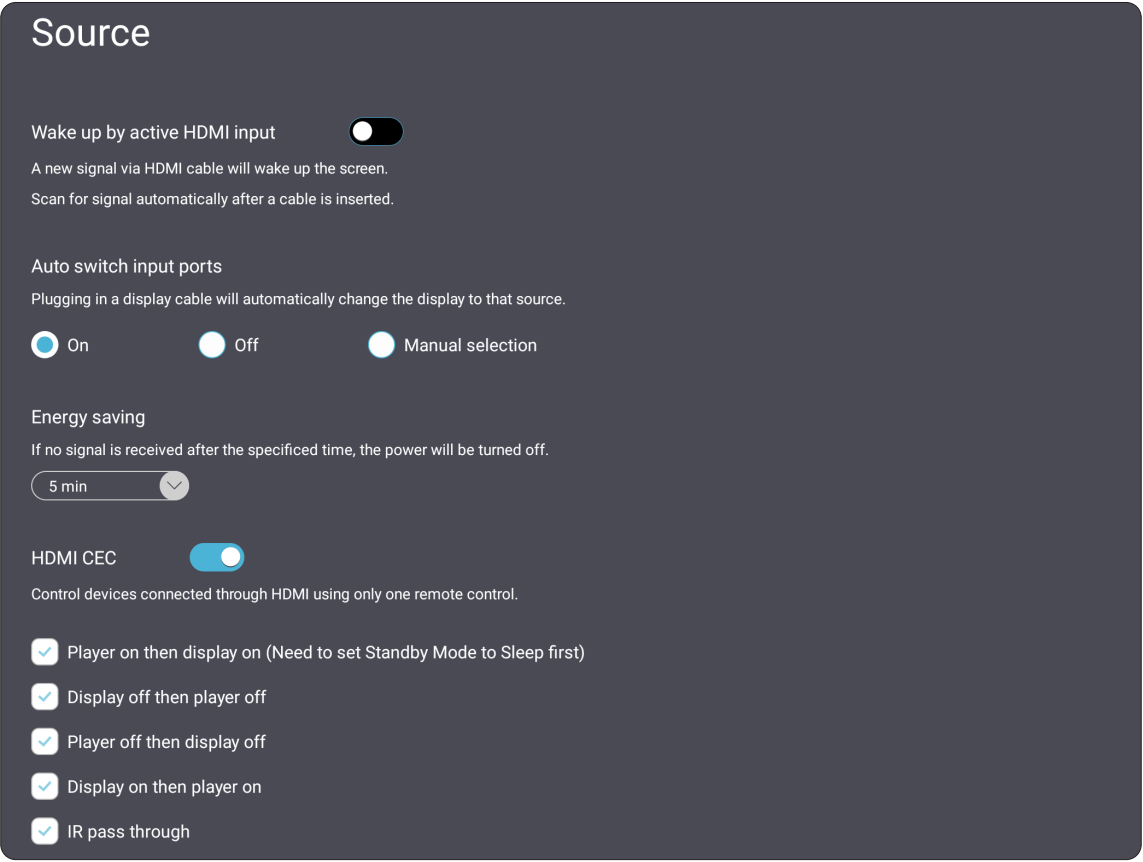 Source
Wake up by active HDMI input
A new signal via HDMI cable will wake up the screen.
Scan for signal automatically after a cable is inserted.
Auto switch input ports
Plugging in a display cable will automatically change the display to that source.
On Off Manual selection
Energy saving
If no signal is received after the specificed time, the power will be turned off.
5 min
HDMI CEC
Control devices connected through HDMI using only one remote control.
Player on then display on (Need to set Standby Mode to Sleep first)
Display off then player off
Player off then display off
Display on then player on
IR pass through